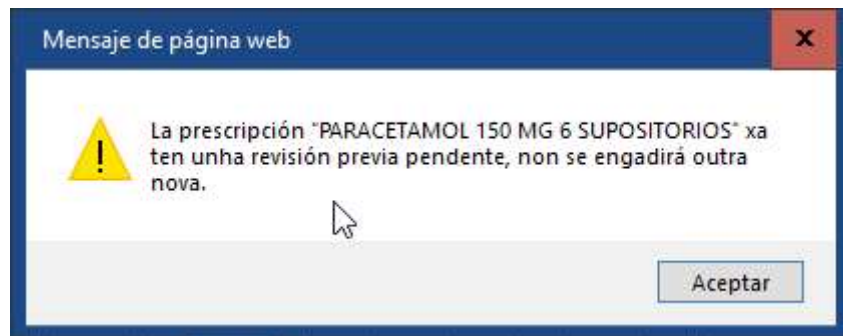 Mensaje de página web
La prescripción "PARACETAMOL 150 MG 6 SUPOSITORIOS" xa
ten unha revisión previa pendente, non se engadirá outra
nova.
Aceptar